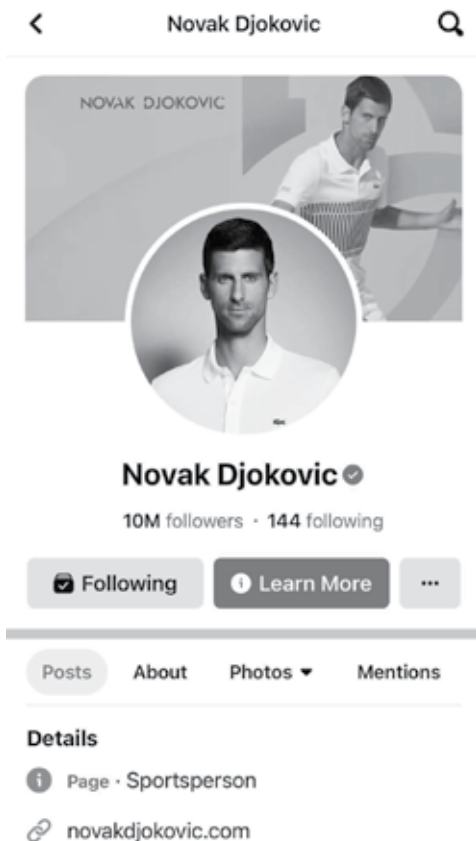 Novak Djokovic
NOVAK DJOKOVIC
Novak Djokovic
10M followers · 144 following
Following
Learn More
Posts About Photos Mentions
Details
Page · Sportsperson
novakdjokovic.com